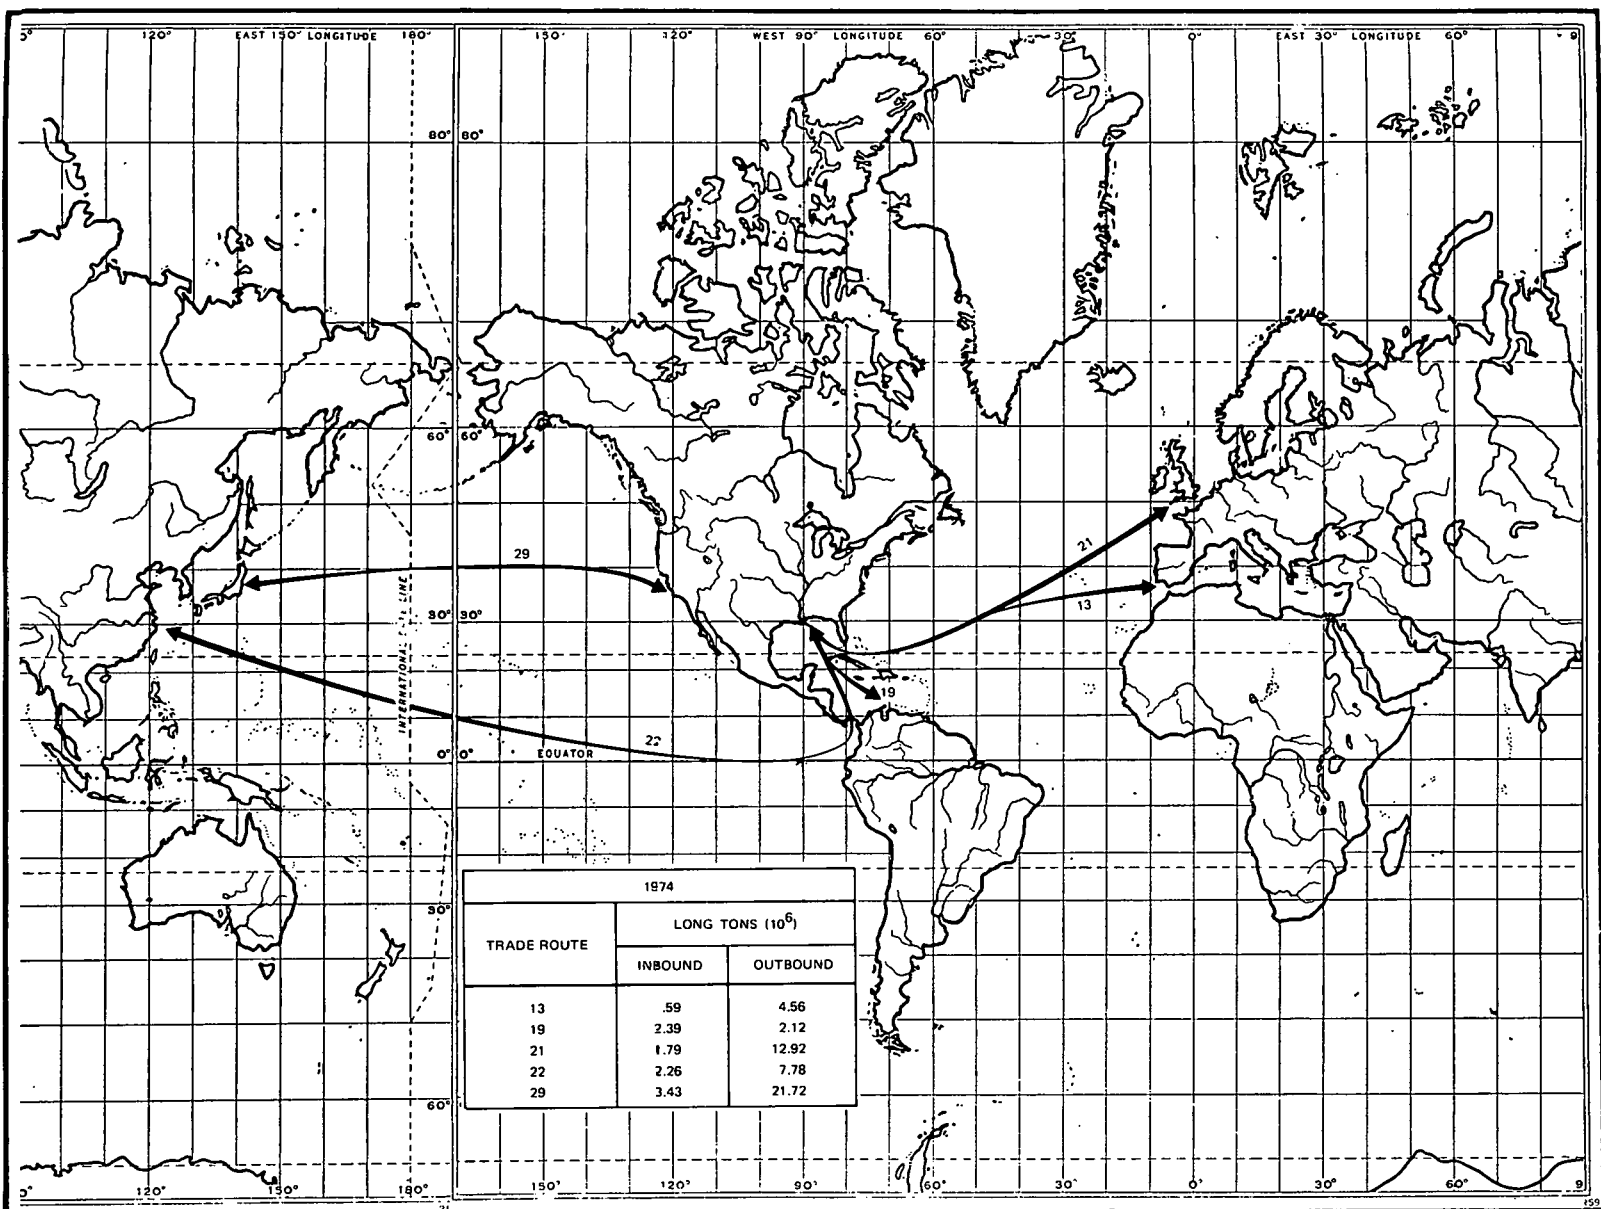 5° 120° EAST 150° LONGITUDE 180° 150° 120° WEST 90° LONGITUDE 60° 30° 0° EAST 30° LONGITUDE 60° 9
80° 80°
60° 60°
29
21
13
30° 30°
INTERNATIONAL LINE
19
22
0° 0°
EQUATOR
30°
60°
1974
TRADE ROUTE
LONG TONS (10⁶)
INBOUND OUTBOUND
13 .59 4.56
19 2.39 2.12
21 1.79 12.92
22 2.26 7.78
29 3.43 21.72
0° 120° 150° 180° 150° 120° 90° 60° 30° 0° 30° 60° 9